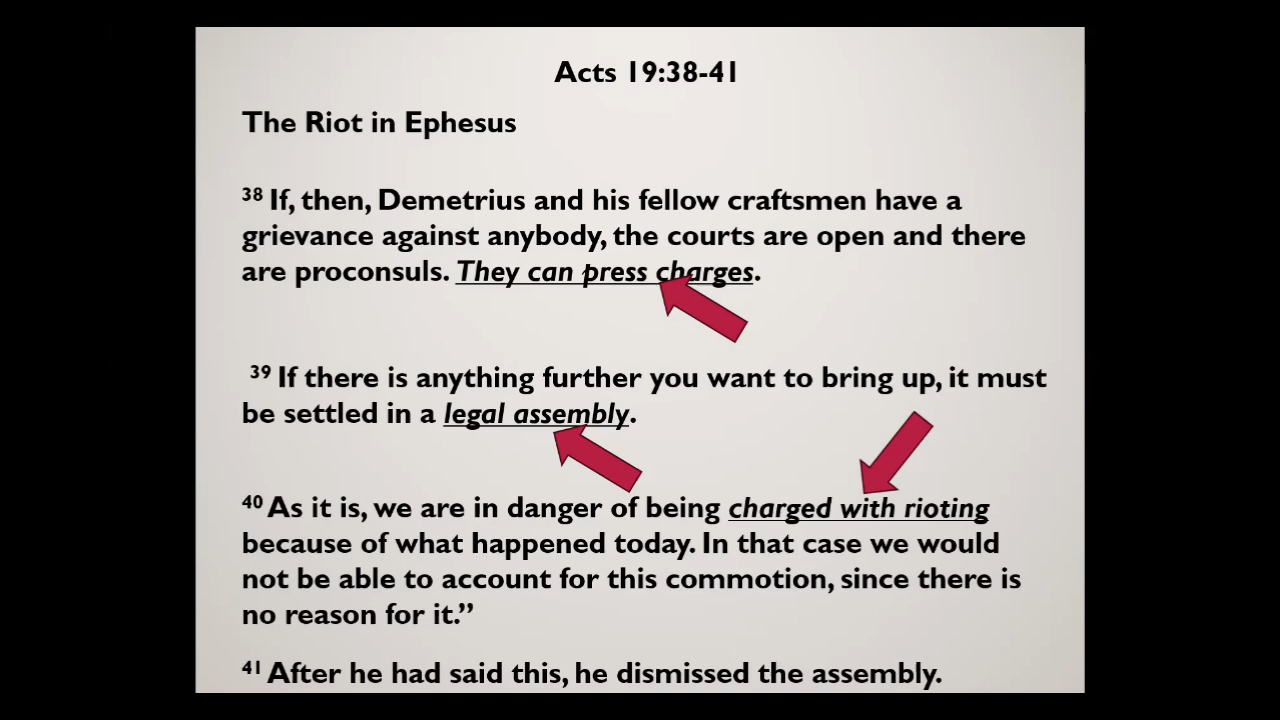 Acts 19:38-41
The Riot in Ephesus
38 If, then, Demetrius and his fellow craftsmen have a
grievance against anybody, the courts are open and there
are proconsuls. They can press charges.
39 If there is anything further you want to bring up, it must
be settled in a legal assembly.
40 As it is, we are in danger of being charged with rioting
because of what happened today. In that case we would
not be able to account for this commotion, since there is
no reason for it.”
41 After he had said this, he dismissed the assembly.